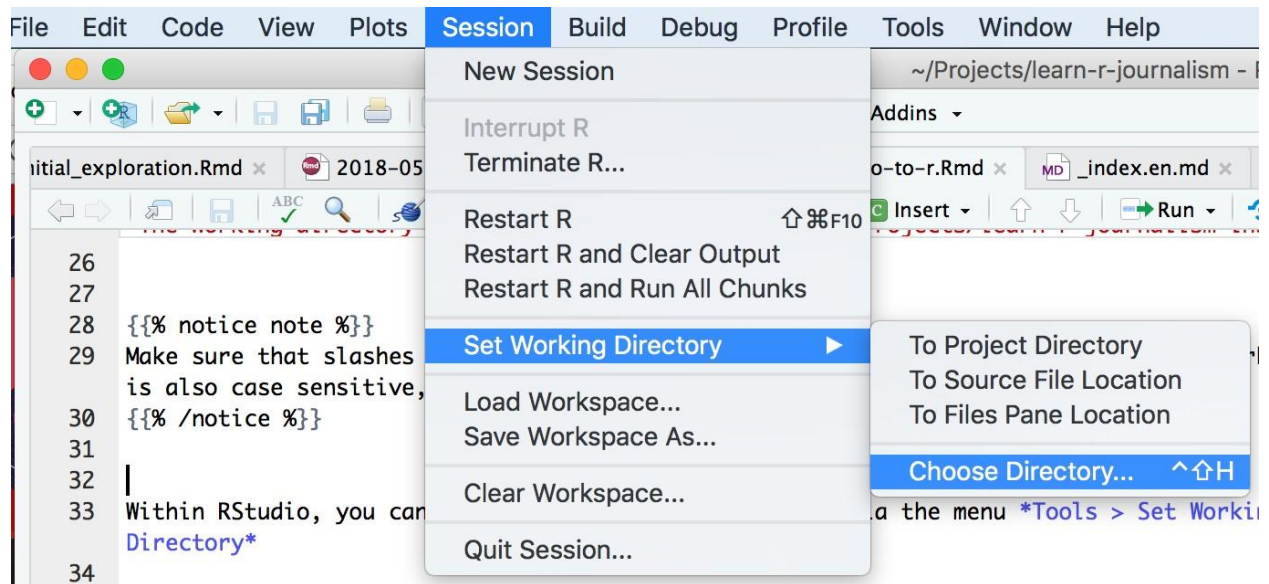 File Edit Code View Plots Session Build Debug Profile Tools Window Help
~/Projects/learn-r-journalism -
Addins
nitial_exploration.Rmd 2018-05 o-to-r.Rmd MD _index.en.md
ABC Insert Run
26
27
28 {{% notice note %}}
29 Make sure that slashes
is also case sensitive,
30 {{% /notice %}}
31
32
33 Within RStudio, you can a the menu *Tools > Set Worki
Directory*
34
New Session
Interrupt R
Terminate R...
Restart R ⇧⌘F10
Restart R and Clear Output
Restart R and Run All Chunks
Set Working Directory ▶
Load Workspace...
Save Workspace As...
Clear Workspace...
Quit Session...
To Project Directory
To Source File Location
To Files Pane Location
Choose Directory... ^⇧H